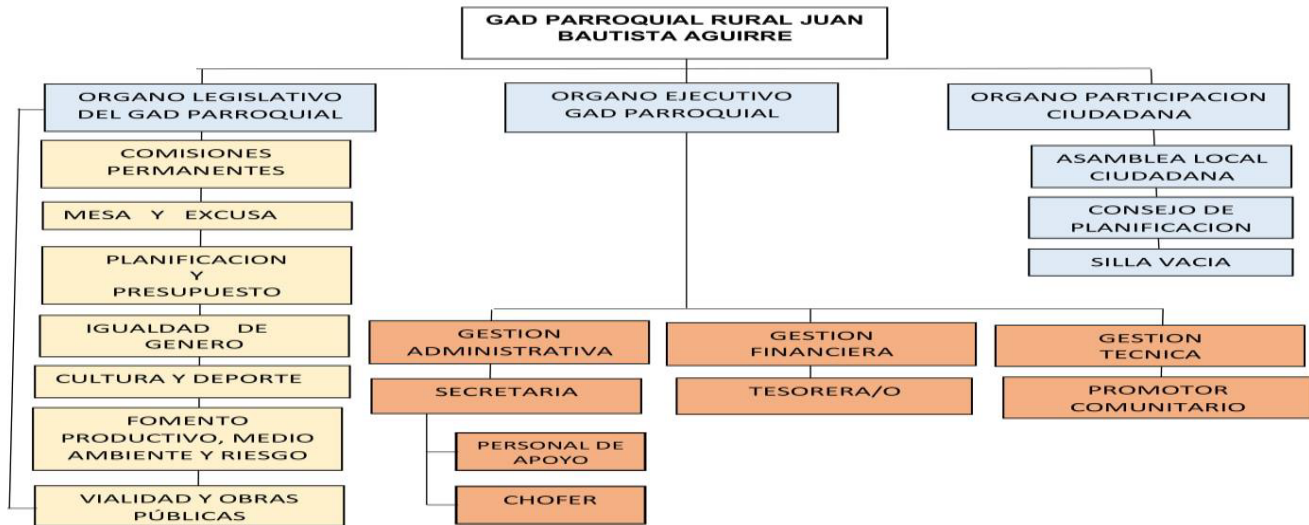 GAD PARROQUIAL RURAL JUAN
BAUTISTA AGUIRRE
ORGANO LEGISLATIVO
DEL GAD PARROQUIAL
COMISIONES
PERMANENTES
MESA Y EXCUSA
PLANIFICACION
Y
PRESUPUESTO
IGUALDAD DE
GENERO
CULTURA Y DEPORTE
FOMENTO
PRODUCTIVO, MEDIO
AMBIENTE Y RIESGO
VIALIDAD Y OBRAS
PÚBLICAS
ORGANO EJECUTIVO
GAD PARROQUIAL
GESTION
ADMINISTRATIVA
SECRETARIA
PERSONAL DE
APOYO
CHOFER
GESTION
FINANCIERA
TESORERA/O
GESTION
TECNICA
PROMOTOR
COMUNITARIO
ORGANO PARTICIPACION
CIUDADANA
ASAMBLEA LOCAL
CIUDADANA
CONSEJO DE
PLANIFICACION
SILLA VACIA